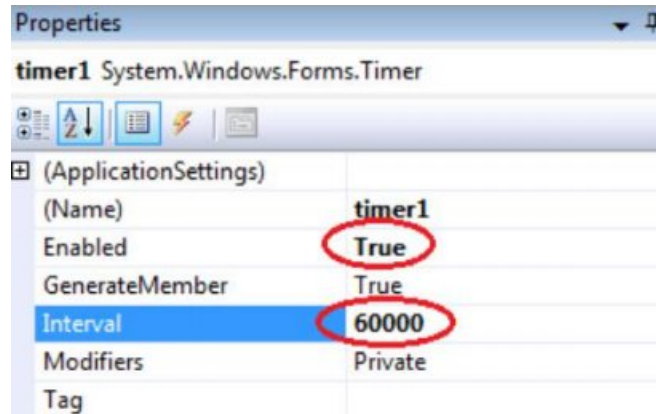 Properties
timer1 System.Windows.Forms.Timer
(ApplicationSettings)
(Name) timer1
Enabled True
GenerateMember True
Interval 60000
Modifiers Private
Tag